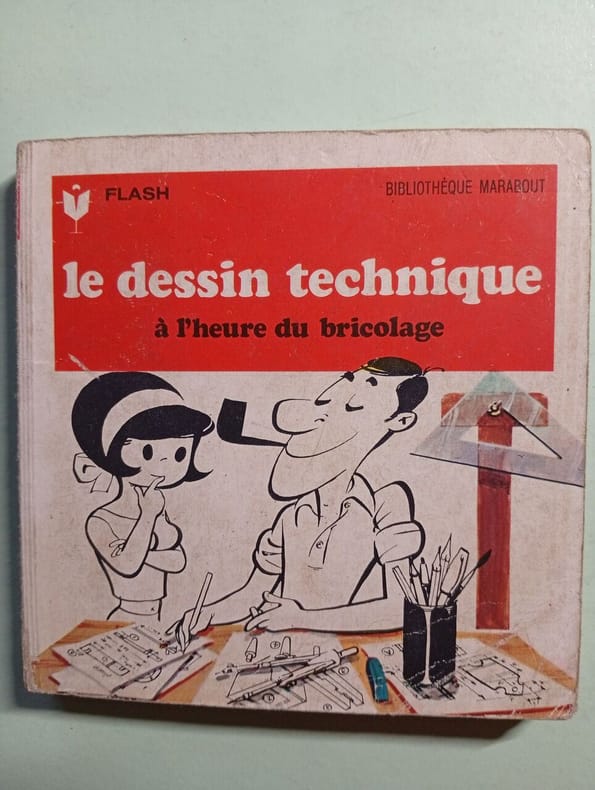 FLASH
BIBLIOTHÈQUE MARABOUT
le dessin technique
à l'heure du bricolage